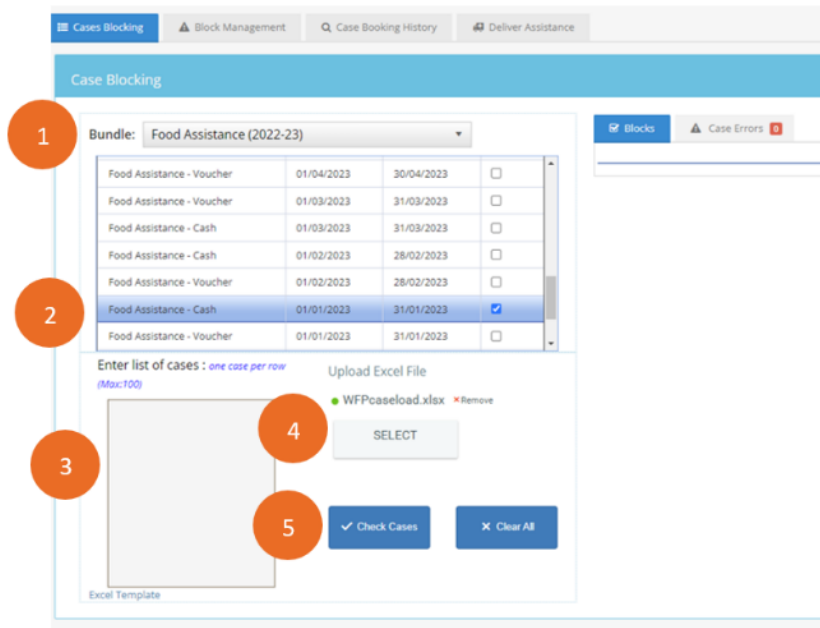 Cases Blocking Block Management Case Booking History Deliver Assistance
Case Blocking
1
Bundle: Food Assistance (2022-23)
Blocks Case Errors 0
Food Assistance - Voucher 01/04/2023 30/04/2023
Food Assistance - Voucher 01/03/2023 31/03/2023
Food Assistance - Cash 01/03/2023 31/03/2023
Food Assistance - Cash 01/02/2023 28/02/2023
Food Assistance - Voucher 01/02/2023 28/02/2023
2
Food Assistance - Cash 01/01/2023 31/01/2023
Food Assistance - Voucher 01/01/2023 31/01/2023
Enter list of cases : one case per row
(Max:100)
Upload Excel File
WFPcaseload.xlsx Remove
4
SELECT
3
5
Check Cases Clear All
Excel Template